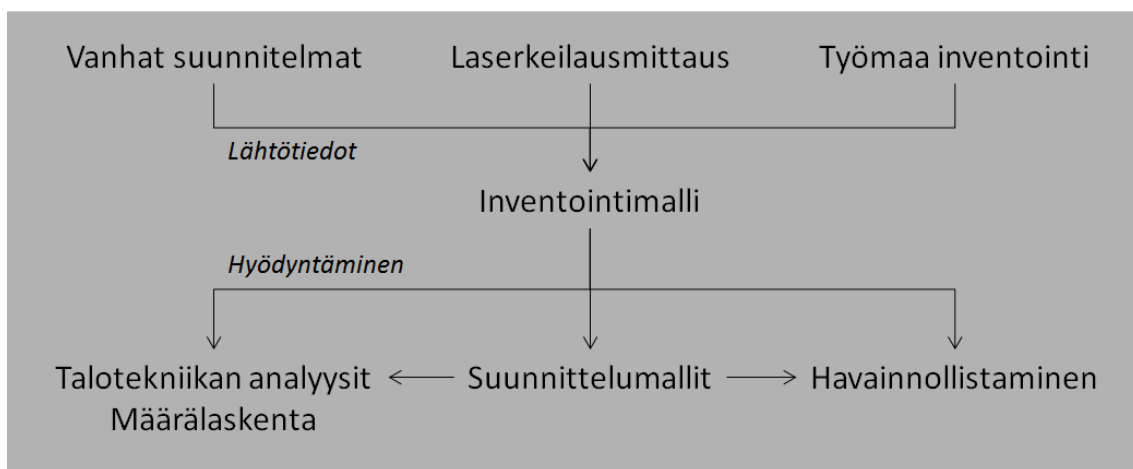 Vanhat suunnitelmat
Laserkeilausmittaus
Työmaa inventointi
Lähtötiedot
Inventointimalli
Hyödyntäminen
Talotekniikan analyysit
Määrälaskenta
Suunnittelumallit
Havainnollistaminen